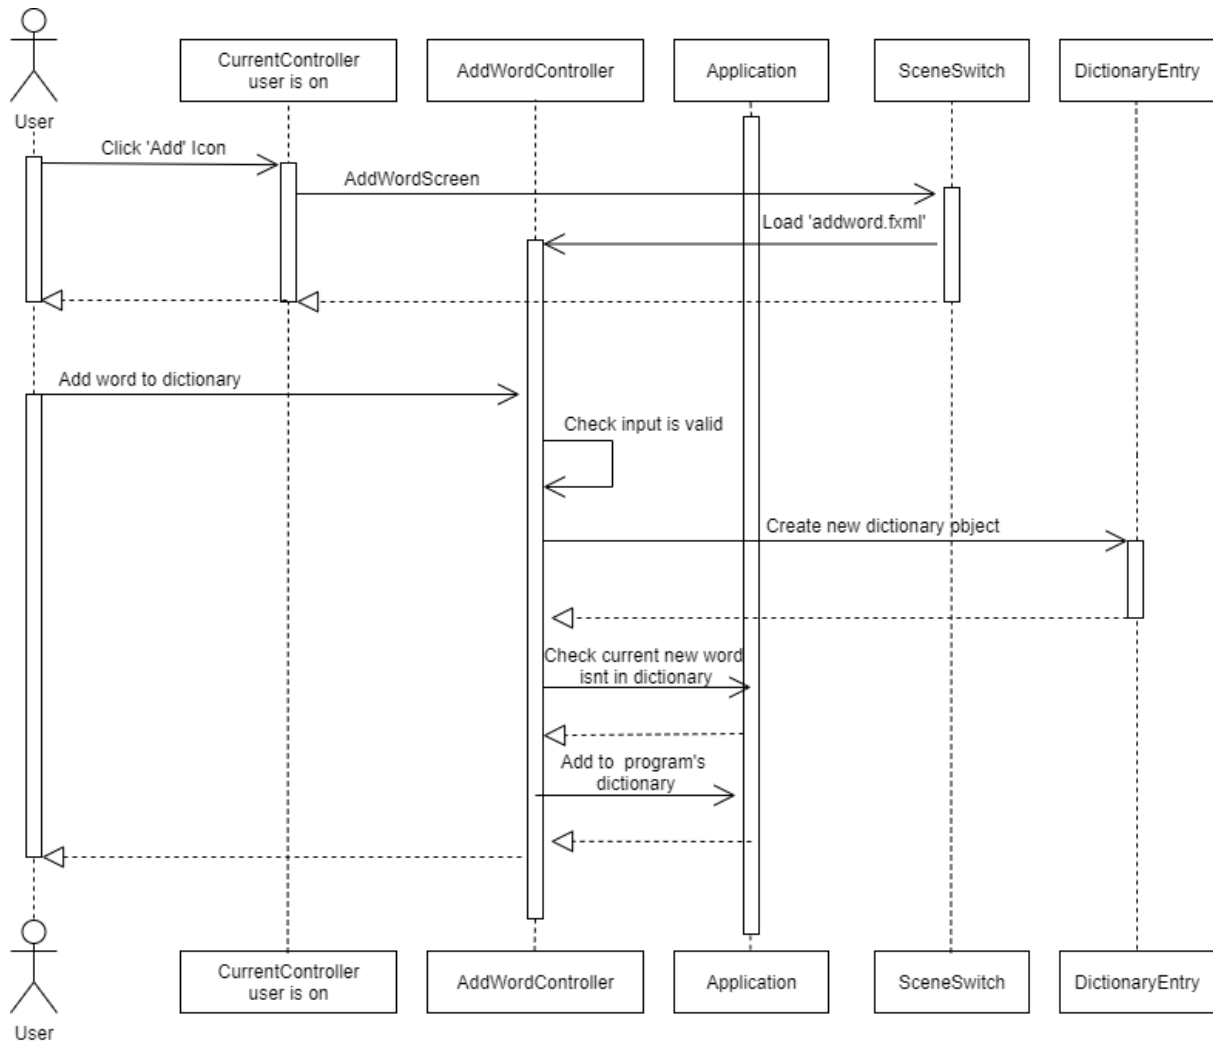 CurrentController
user is on
AddWordController
Application
SceneSwitch
DictionaryEntry
User
Click 'Add' Icon
AddWordScreen
Load 'addword.fxml'
Add word to dictionary
Check input is valid
Create new dictionary object
Check current new word
isnt in dictionary
Add to program's
dictionary
CurrentController
user is on
AddWordController
Application
SceneSwitch
DictionaryEntry
User